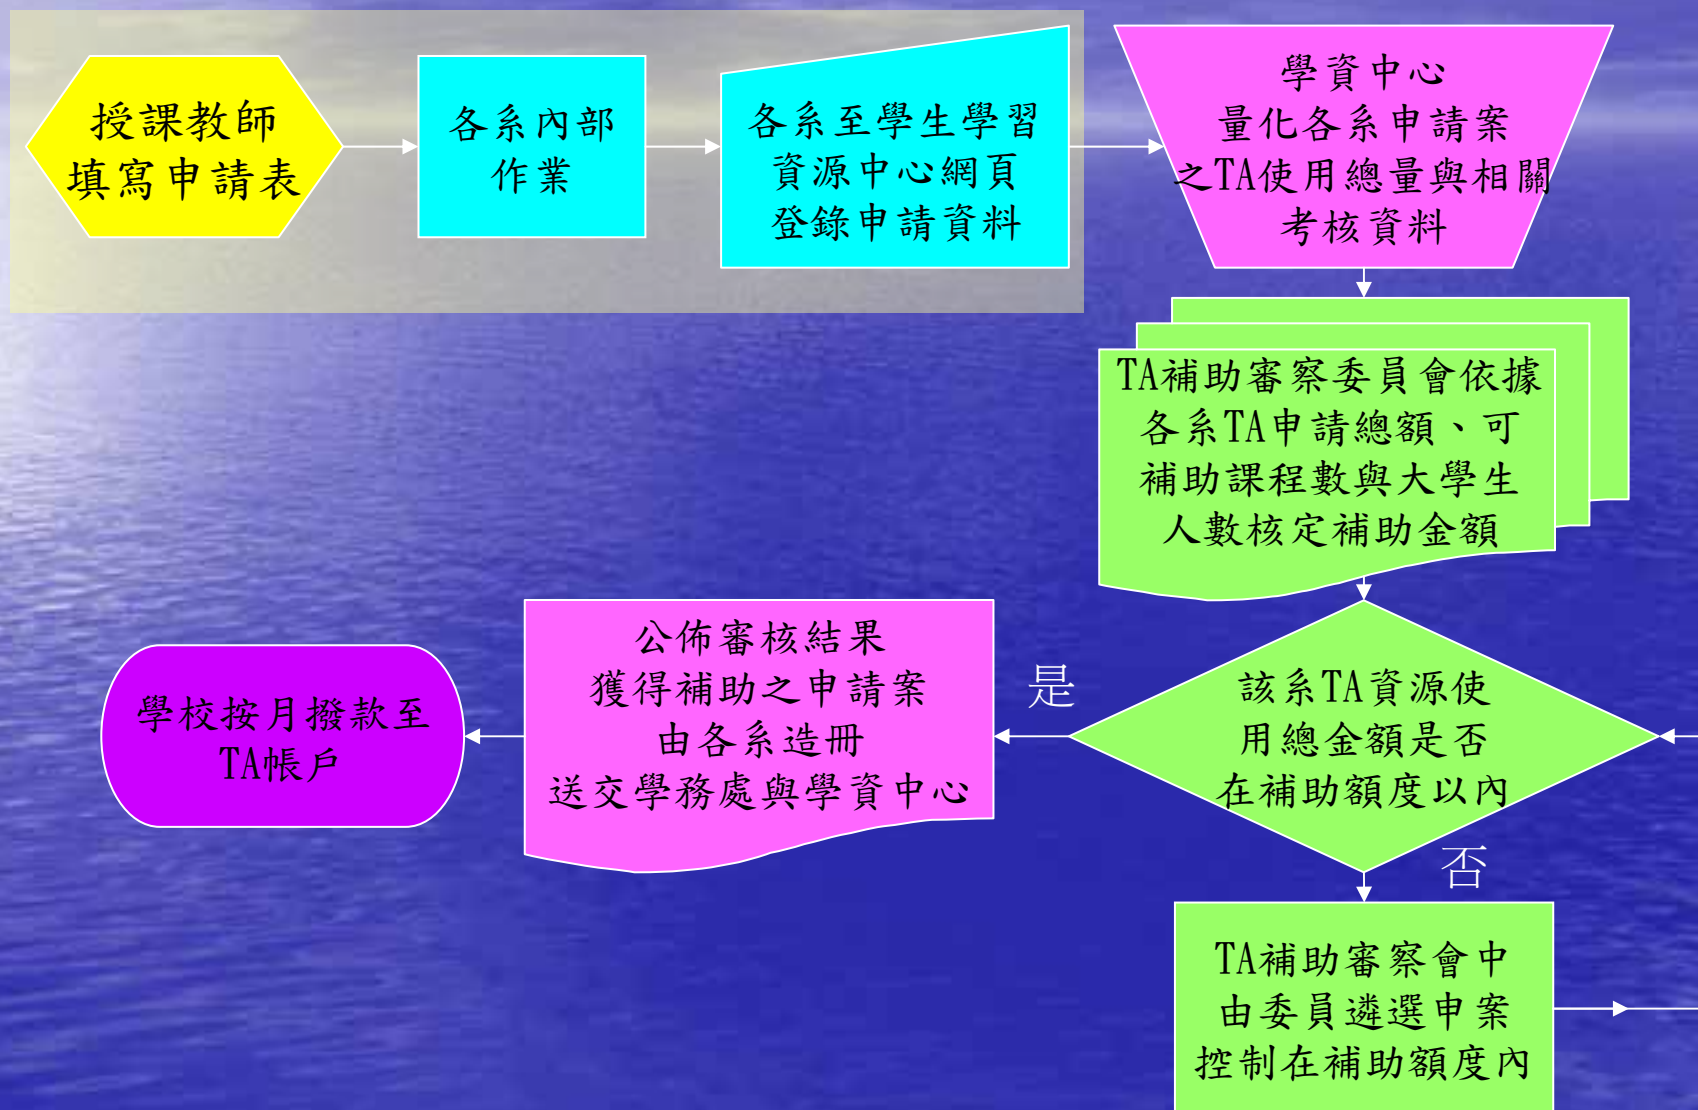 授課教師
填寫申請表
各系內部
作業
各系至學生學習
資源中心網頁
登錄申請資料
學資中心
量化各系申請案
之TA使用總量與相關
考核資料
TA補助審察委員會依據
各系TA申請總額、可
補助課程數與大學生
人數核定補助金額
該系TA資源使
用總金額是否
在補助額度以內
是
公佈審核結果
獲得補助之申請案
由各系造冊
送交學務處與學資中心
學校按月撥款至
TA帳戶
否
TA補助審察會中
由委員遴選申案
控制在補助額度內